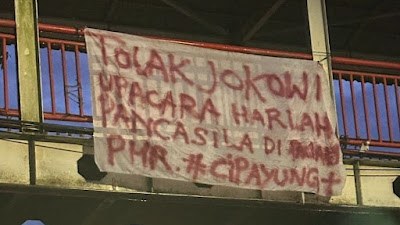 TOLAK JOKOWI
UPACARA HARLAH
PANCASILA DI
PHR. #CIPAYUNG+